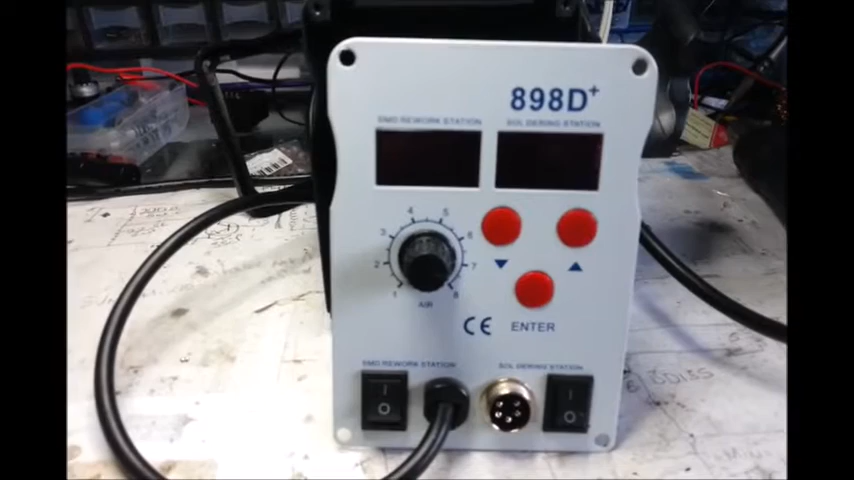 898D+
SMD REWORK STATION
SOLDERING STATION
1
2
3
4
5
6
7
8
AIR
ENTER
CE
SMD REWORK STATION
SOLDERING STATION